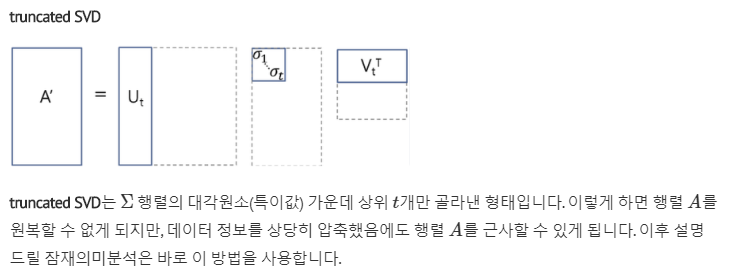 truncated SVD
A' = Uₜ σ₁ ⋱ σₜ Vₜᵀ
truncated SVD는 Σ 행렬의 대각원소(특이값) 가운데 상위 t개만 골라낸 형태입니다. 이렇게 하면 행렬 A를
원복할 수 없게 되지만, 데이터 정보를 상당히 압축했음에도 행렬 A를 근사할 수 있게 됩니다. 이후 설명
드릴 잠재의미분석은 바로 이 방법을 사용합니다.